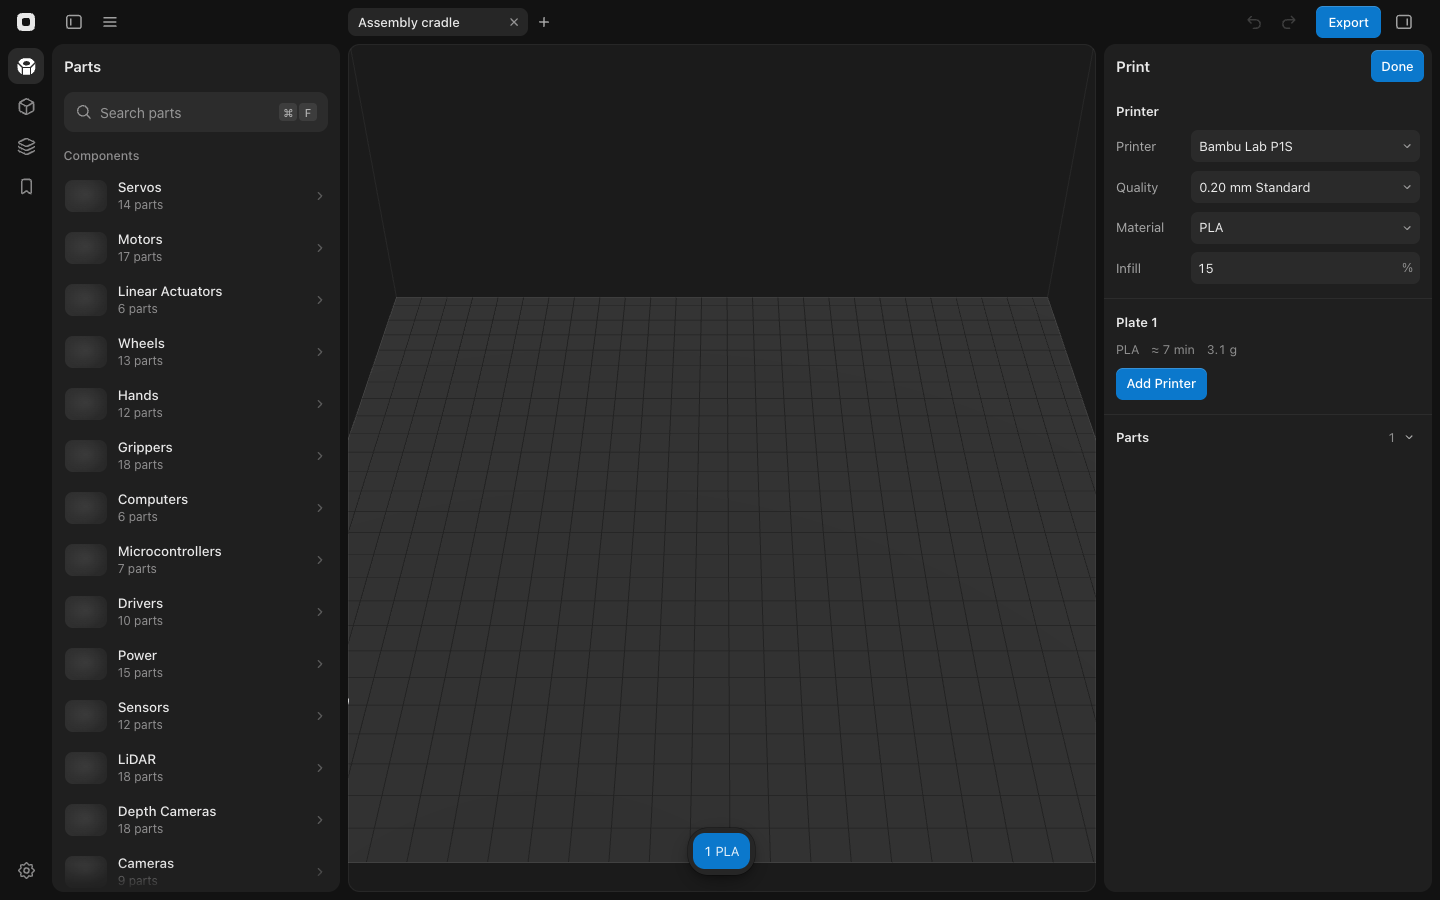 Assembly cradle
Export
Parts
Search parts
⌘ F
Components
Servos
14 parts
Motors
17 parts
Linear Actuators
6 parts
Wheels
13 parts
Hands
12 parts
Grippers
18 parts
Computers
6 parts
Microcontrollers
7 parts
Drivers
10 parts
Power
15 parts
Sensors
12 parts
LiDAR
18 parts
Depth Cameras
18 parts
Cameras
9 parts
1 PLA
Print
Done
Printer
Printer Bambu Lab P1S
Quality 0.20 mm Standard
Material PLA
Infill 15 %
Plate 1
PLA ≈ 7 min 3.1 g
Add Printer
Parts 1